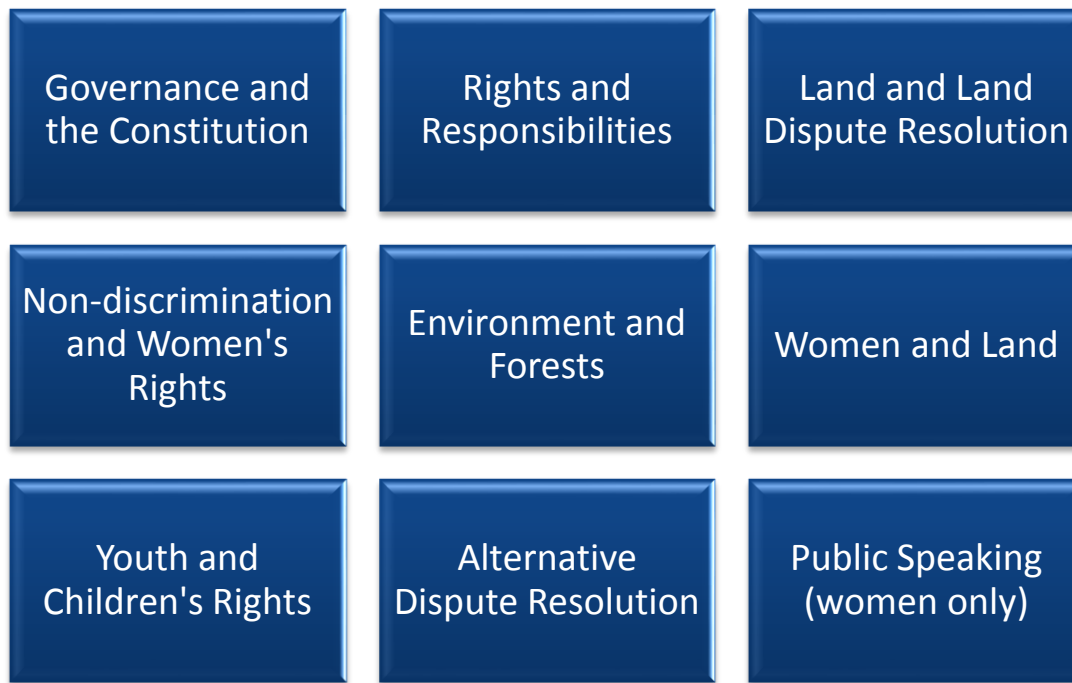 Governance and
the Constitution
Rights and
Responsibilities
Land and Land
Dispute Resolution
Non-discrimination
and Women's
Rights
Environment and
Forests
Women and Land
Youth and
Children's Rights
Alternative
Dispute Resolution
Public Speaking
(women only)